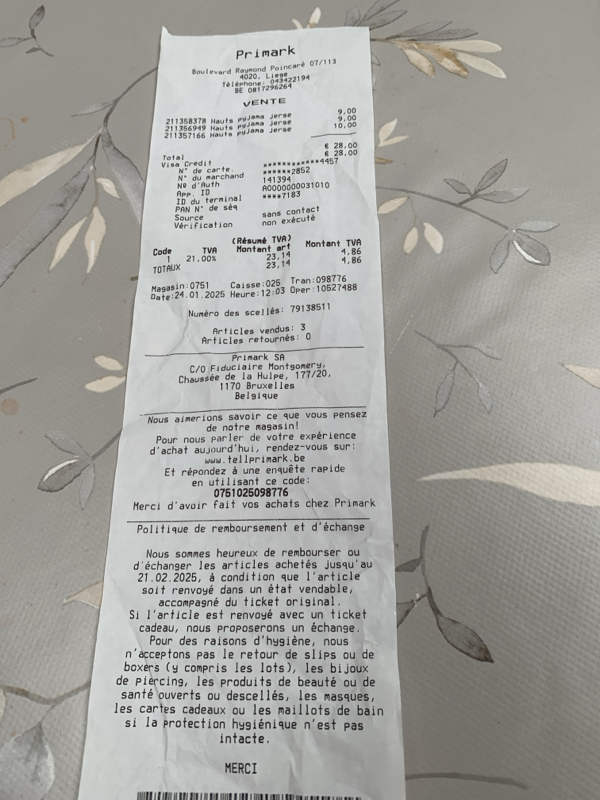 Primark
Boulevard Raymond Poincaré 07/113
4020, Liege
Téléphone: 043422194
BE 0817296264
VENTE
211358378 Hauts pyjama jerse 9,00
211356949 Hauts pyjama jerse 9,00
211357166 Hauts pyjama jerse 10,00
Total € 28,00
Visa Credit € 28,00
N° de carte. ************4457
N° du marchand ******2852
N@ d'Auth 141394
App. ID A0000000031010
ID du terminal ****7183
PAN N° de séq
Source sans contact
Vérification non exécuté
(Résumé TVA)
Code TVA Montant art Montant TVA
1 21,00% 23,14 4,86
TOTAUX 23,14 4,86
Magasin:0751 Caisse:025 Tran:098776
Date:24.01.2025 Heure:12:03 Oper:10527488
Numéro des scellés: 79138511
Articles vendus: 3
Articles retournés: 0
Primark SA
C/O Fiduciaire Montgomery,
Chaussée de la Hulpe, 177/20,
1170 Bruxelles
Belgique
Nous aimerions savoir ce que vous pensez
de notre magasin!
Pour nous parler de votre expérience
d'achat aujourd'hui, rendez-vous sur:
www.tellprimark.be
Et répondez à une enquête rapide
en utilisant ce code:
0751025098776
Merci d'avoir fait vos achats chez Primark
Politique de remboursement et d'échange
Nous sommes heureux de rembourser ou
d'échanger les articles achetés jusqu'au
21.02.2025, à condition que l'article
soit renvoyé dans un état vendable,
accompagné du ticket original.
Si l'article est renvoyé avec un ticket
cadeau, nous proposerons un échange.
Pour des raisons d'hygiène, nous
n'acceptons pas le retour de slips ou de
boxers (y compris les lots), les bijoux
de piercing, les produits de beauté ou de
santé ouverts ou descellés, les masques,
les cartes cadeaux ou les maillots de bain
si la protection hygiénique n'est pas
intacte.
MERCI